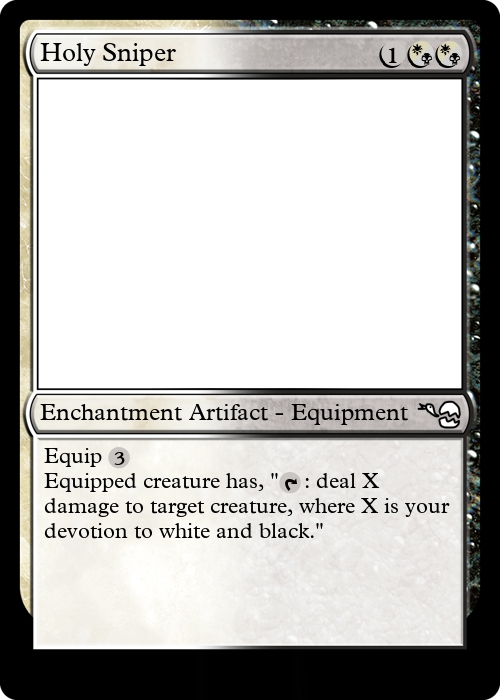 Holy Sniper 1
Enchantment Artifact - Equipment
Equip 3
Equipped creature has, " : deal X
damage to target creature, where X is your
devotion to white and black."